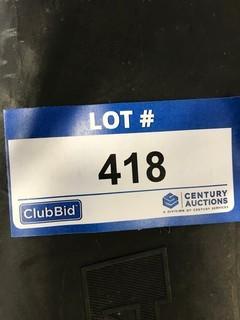 LOT #
418
ClubBid
CENTURY
AUCTIONS
A DIVISION OF CENTURY SERVICES